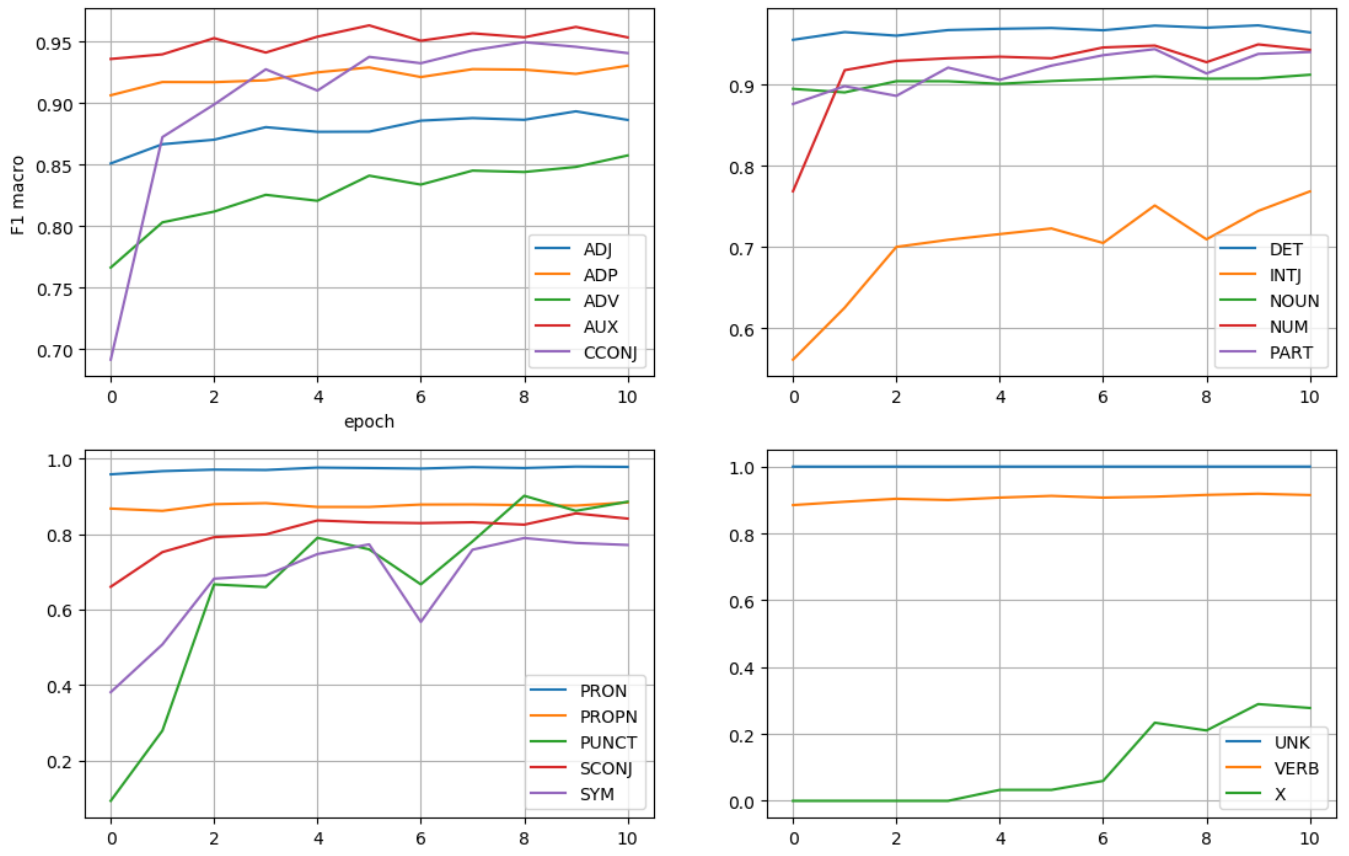 0.95
0.90
0.85
0.80
0.75
0.70
F1 macro
ADJ
ADP
ADV
AUX
CCONJ
0 2 4 6 8 10
epoch
0.9
0.8
0.7
0.6
DET
INTJ
NOUN
NUM
PART
0 2 4 6 8 10
1.0
0.8
0.6
0.4
0.2
PRON
PROPN
PUNCT
SCONJ
SYM
0 2 4 6 8 10
1.0
0.8
0.6
0.4
0.2
0.0
UNK
VERB
X
0 2 4 6 8 10